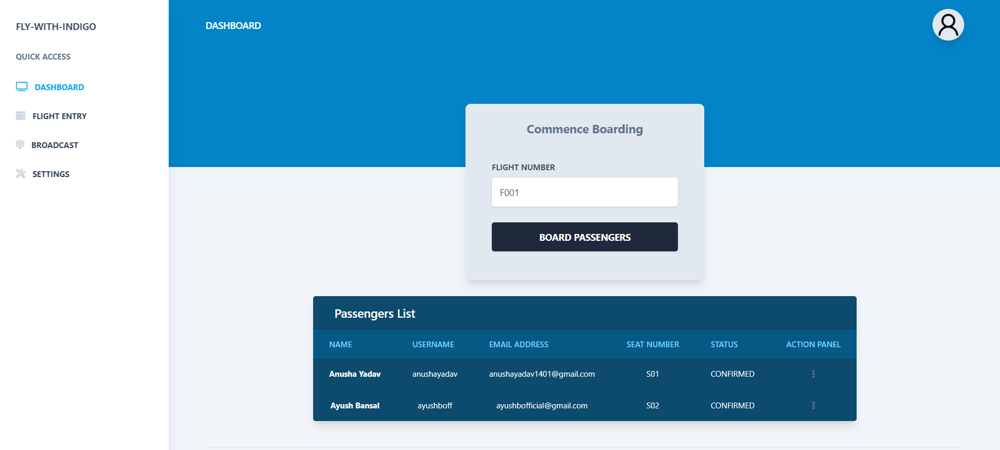 FLY-WITH-INDIGO
QUICK ACCESS
DASHBOARD
FLIGHT ENTRY
BROADCAST
SETTINGS
DASHBOARD
Commence Boarding
FLIGHT NUMBER
F001
BOARD PASSENGERS
Passengers List
NAME USERNAME EMAIL ADDRESS SEAT NUMBER STATUS ACTION PANEL
Anusha Yadav anushayadav anushayadav1401@gmail.com S01 CONFIRMED
Ayush Bansal ayushboff ayushbofficial@gmail.com S02 CONFIRMED